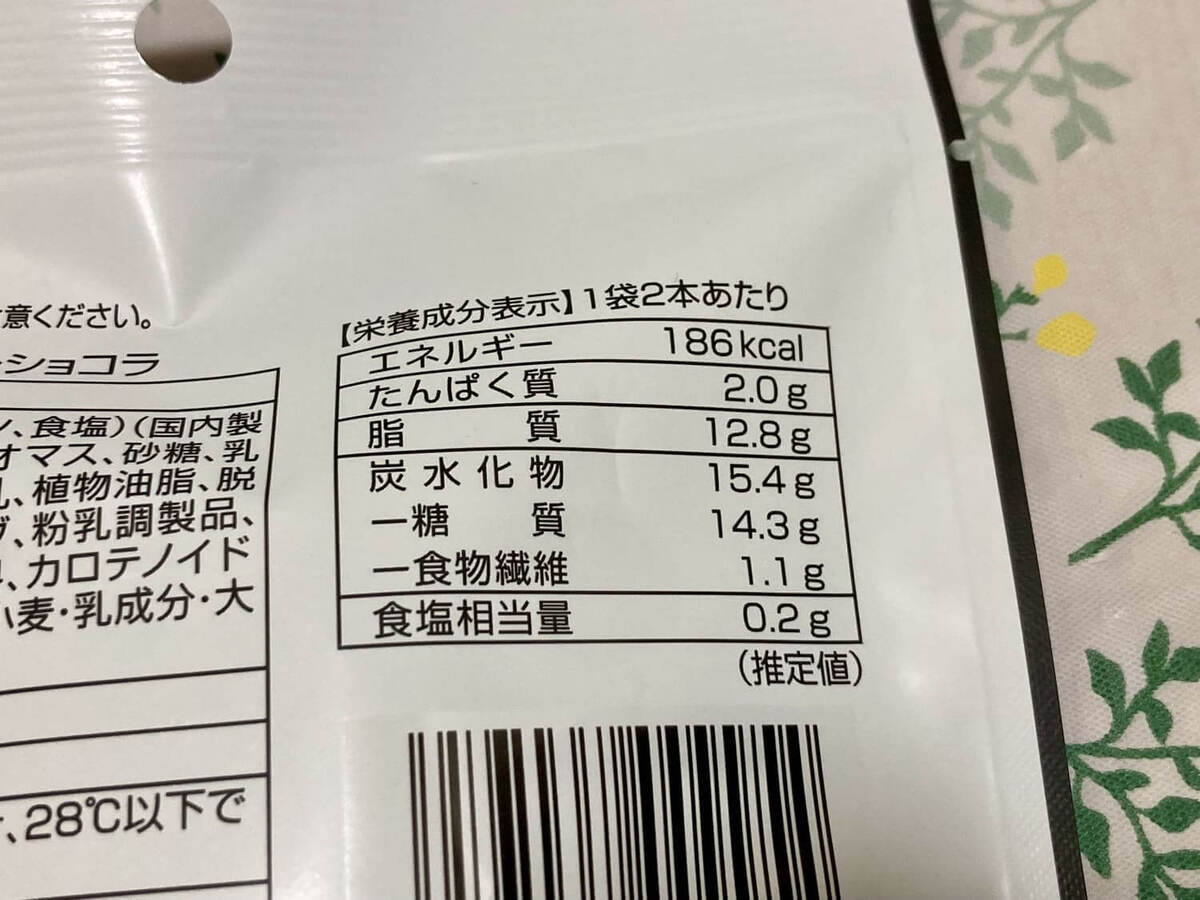 意ください。
ショコラ
、食塩)(国内製
オマス、砂糖、乳
、植物油脂、脱
、粉乳調製品、
、カロテノイド
小麦・乳成分・大
、28℃以下で
【栄養成分表示】1袋2本あたり
エネルギー 186kcal
たんぱく質 2.0g
脂質 12.8g
炭水化物 15.4g
ー糖質 14.3g
ー食物繊維 1.1g
食塩相当量 0.2g
(推定値)